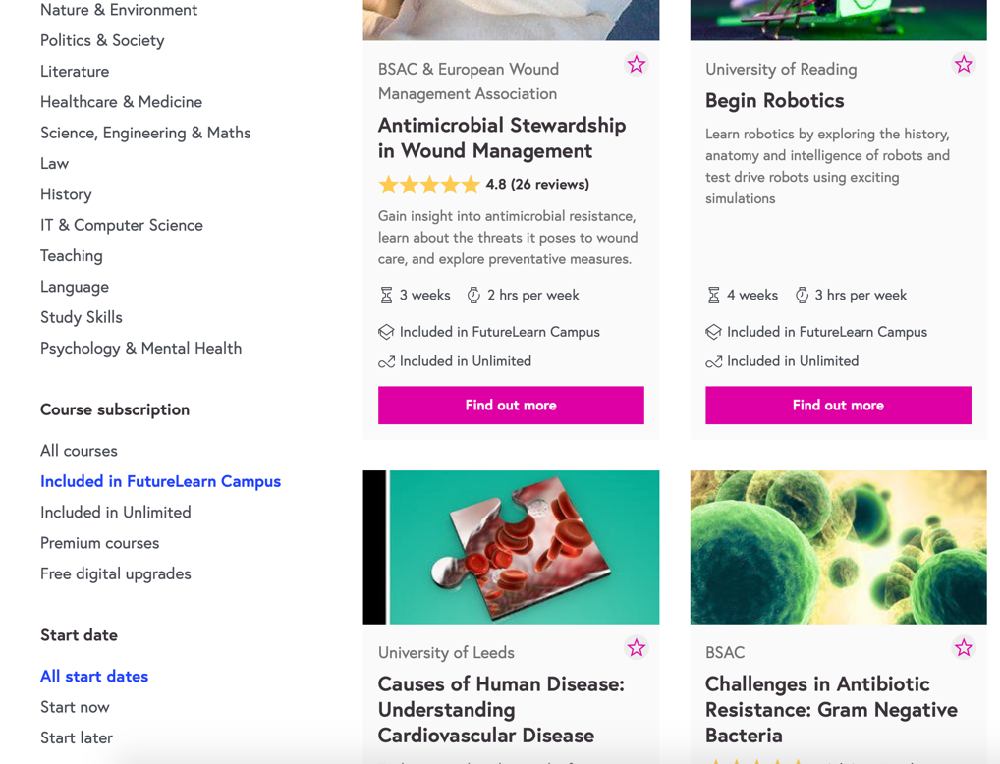 Nature & Environment
Politics & Society
Literature
Healthcare & Medicine
Science, Engineering & Maths
Law
History
IT & Computer Science
Teaching
Language
Study Skills
Psychology & Mental Health
Course subscription
All courses
Included in FutureLearn Campus
Included in Unlimited
Premium courses
Free digital upgrades
Start date
All start dates
Start now
Start later
BSAC & European Wound
Management Association
Antimicrobial Stewardship
in Wound Management
4.8 (26 reviews)
Gain insight into antimicrobial resistance,
learn about the threats it poses to wound
care, and explore preventative measures.
3 weeks 2 hrs per week
Included in FutureLearn Campus
Included in Unlimited
Find out more
University of Reading
Begin Robotics
Learn robotics by exploring the history,
anatomy and intelligence of robots and
test drive robots using exciting
simulations
4 weeks 3 hrs per week
Included in FutureLearn Campus
Included in Unlimited
Find out more
University of Leeds
Causes of Human Disease:
Understanding
Cardiovascular Disease
BSAC
Challenges in Antibiotic
Resistance: Gram Negative
Bacteria